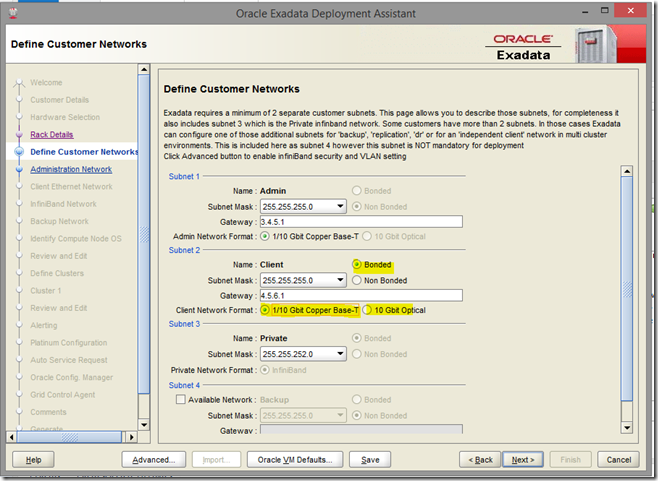 Oracle Exadata Deployment Assistant
Define Customer Networks
ORACLE
Exadata
Welcome
Customer Details
Hardware Selection
Rack Details
Define Customer Networks
Administration Network
Client Ethernet Network
InfiniBand Network
Backup Network
Identify Compute Node OS
Review and Edit
Define Clusters
Cluster 1
Review and Edit
Alerting
Platinum Configuration
Auto Service Request
Oracle Config. Manager
Grid Control Agent
Comments
Generate
Define Customer Networks
Exadata requires a minimum of 2 separate customer subnets. This page allows you to describe those subnets, for completeness it
also includes subnet 3 which is the Private infiniband network. Some customers have more than 2 subnets. In those cases Exadata
can configure one of those additional subnets for 'backup', 'replication', 'dr' or for an 'independent client' network in multi cluster
environments. This is included here as subnet 4 however this subnet is NOT mandatory for deployment
Click Advanced button to enable infiniBand security and VLAN setting
Subnet 1
Name : Admin Bonded
Subnet Mask : 255.255.255.0 Non Bonded
Gateway : 3.4.5.1
Admin Network Format : 1/10 Gbit Copper Base-T 10 Gbit Optical
Subnet 2
Name : Client Bonded
Subnet Mask : 255.255.255.0 Non Bonded
Gateway : 4.5.6.1
Client Network Format : 1/10 Gbit Copper Base-T 10 Gbit Optical
Subnet 3
Name : Private Bonded
Subnet Mask : 255.255.252.0 Non Bonded
Private Network Format : InfiniBand
Subnet 4
Available Network : Backup Bonded
Subnet Mask : 255.255.255.0 Non Bonded
Gateway :
Help Advanced... Import... Oracle VM Defaults... Save < Back Next > Finish Cancel